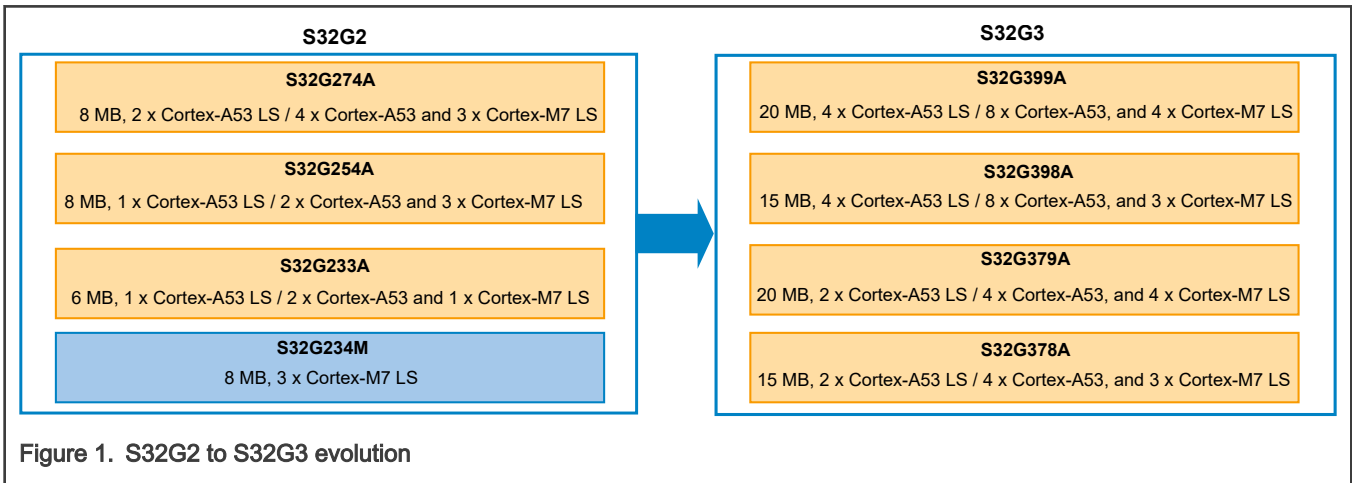 S32G2
S32G274A
8 MB, 2 x Cortex-A53 LS / 4 x Cortex-A53 and 3 x Cortex-M7 LS
S32G254A
8 MB, 1 x Cortex-A53 LS / 2 x Cortex-A53 and 3 x Cortex-M7 LS
S32G233A
6 MB, 1 x Cortex-A53 LS / 2 x Cortex-A53 and 1 x Cortex-M7 LS
S32G234M
8 MB, 3 x Cortex-M7 LS
S32G3
S32G399A
20 MB, 4 x Cortex-A53 LS / 8 x Cortex-A53, and 4 x Cortex-M7 LS
S32G398A
15 MB, 4 x Cortex-A53 LS / 8 x Cortex-A53, and 3 x Cortex-M7 LS
S32G379A
20 MB, 2 x Cortex-A53 LS / 4 x Cortex-A53, and 4 x Cortex-M7 LS
S32G378A
15 MB, 2 x Cortex-A53 LS / 4 x Cortex-A53, and 3 x Cortex-M7 LS
Figure 1. S32G2 to S32G3 evolution